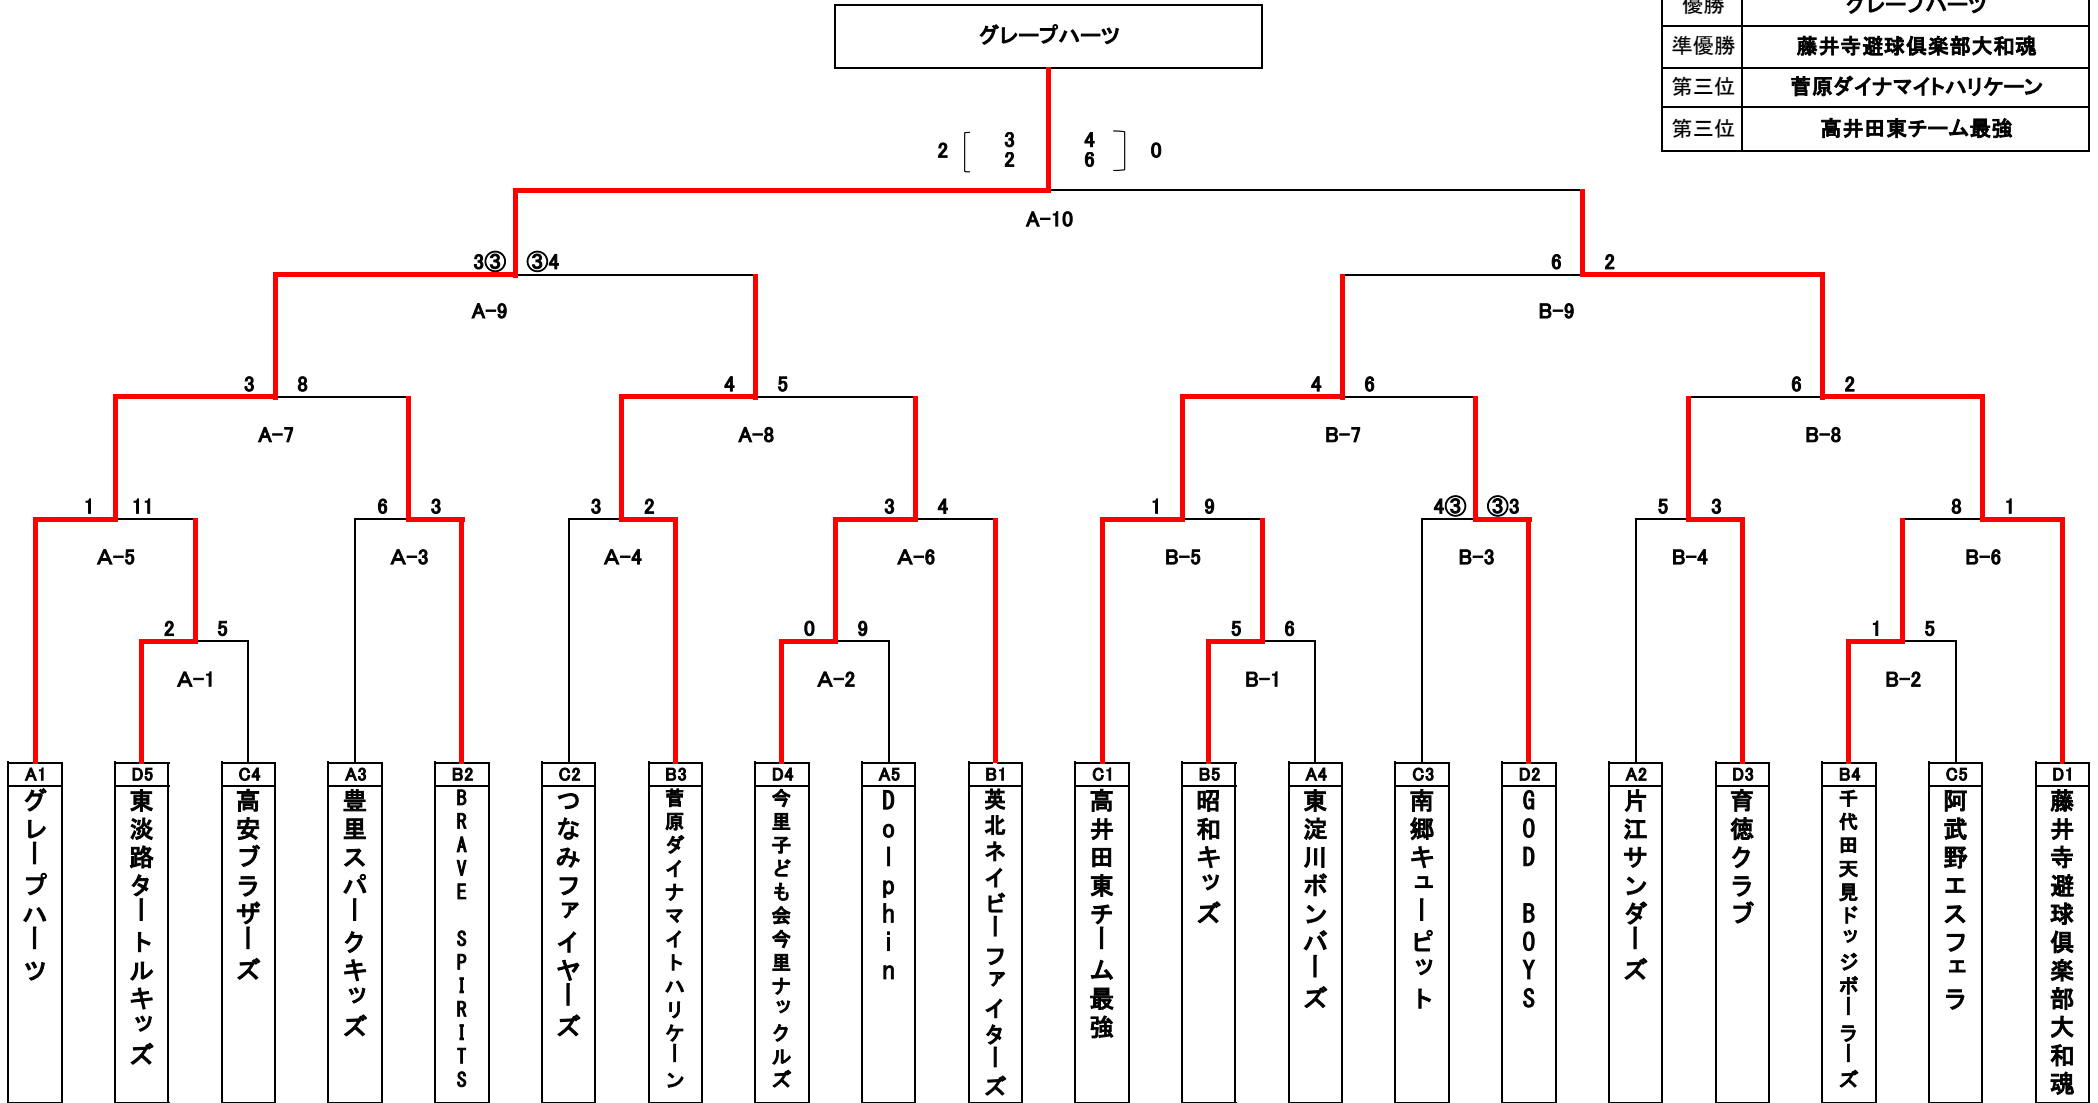 優勝 グレープハーツ
グレープハーツ
準優勝 藤井寺避球倶楽部大和魂
第三位 菅原ダイナマイトハリケーン
第三位 高井田東チーム最強
3 4
2 0
2 6
A-10
3③ ③4
6 2
A-9
B-9
3 8 4 5 4 6 6 2
A-7 A-8 B-7 B-8
1 11 6 3 3 2 3 4 1 9 4③ ③3 5 3 8 1
A-5 A-3 A-4 A-6 B-5 B-3 B-4 B-6
2 5 0 9 5 6 1 5
A-1 A-2 B-1 B-2
A1 D5 C4 A3 B2 C2 B3 D4 A5 B1 C1 B5 A4 C3 D2 A2 D3 B4 C5 D1
グレープハーツ
東淡路タートルキッズ
高安ブラザーズ
豊里スパークキッズ
BRAVE SPIRITS
つなみファイヤーズ
菅原ダイナマイトハリケーン
今里子ども会今里ナックルズ
Dolphin
英北ネイビーファイターズ
高井田東チーム最強
昭和キッズ
東淀川ボンバーズ
南郷キューピット
GOD BOYS
片江サンダーズ
育徳クラブ
千代田天見ドッジボーラーズ
阿武野エスフェラ
藤井寺避球倶楽部大和魂